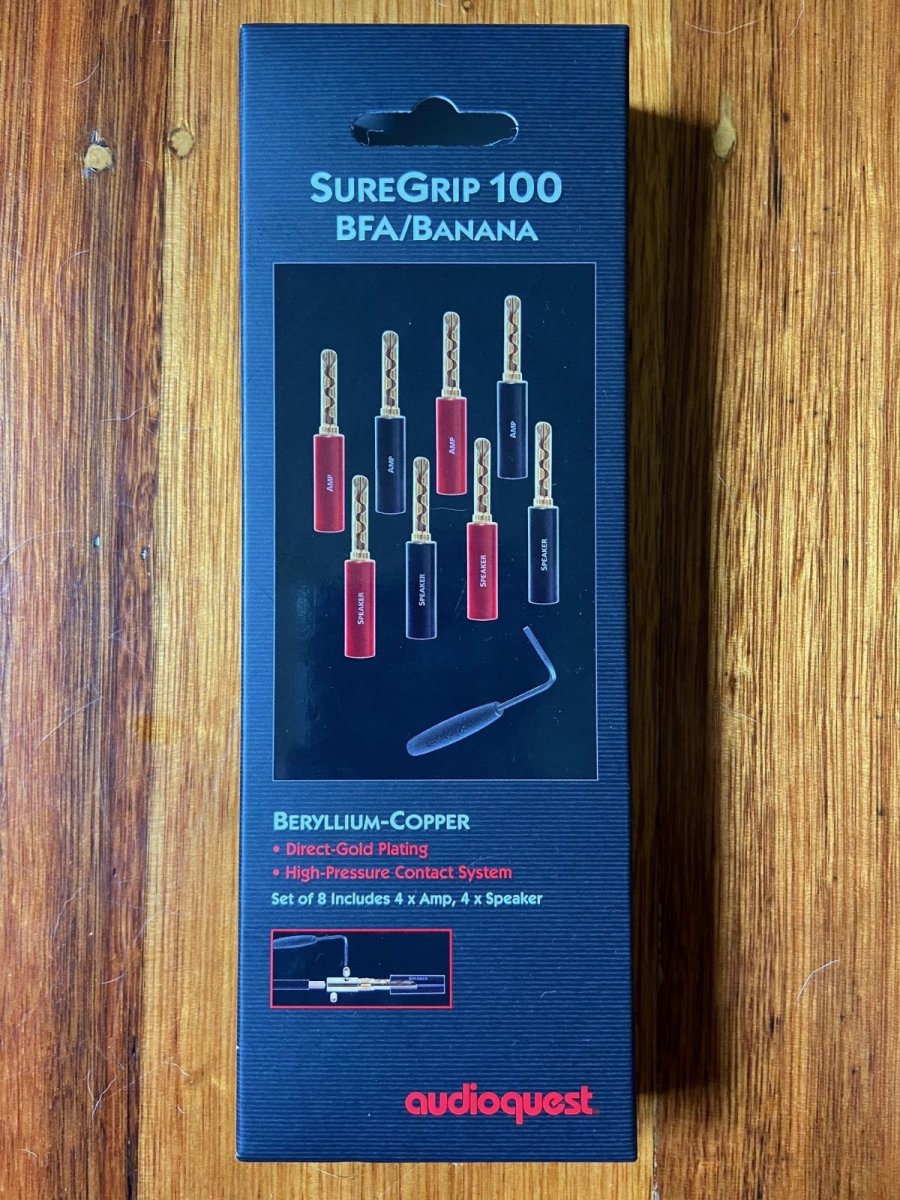 SUREGRIP 100
BFA/BANANA
AMP
AMP
AMP
AMP
SPEAKER
SPEAKER
SPEAKER
SPEAKER
BERYLLIUM-COPPER
• Direct-Gold Plating
• High-Pressure Contact System
Set of 8 Includes 4 x Amp, 4 x Speaker
SPEAKER
audioquest®